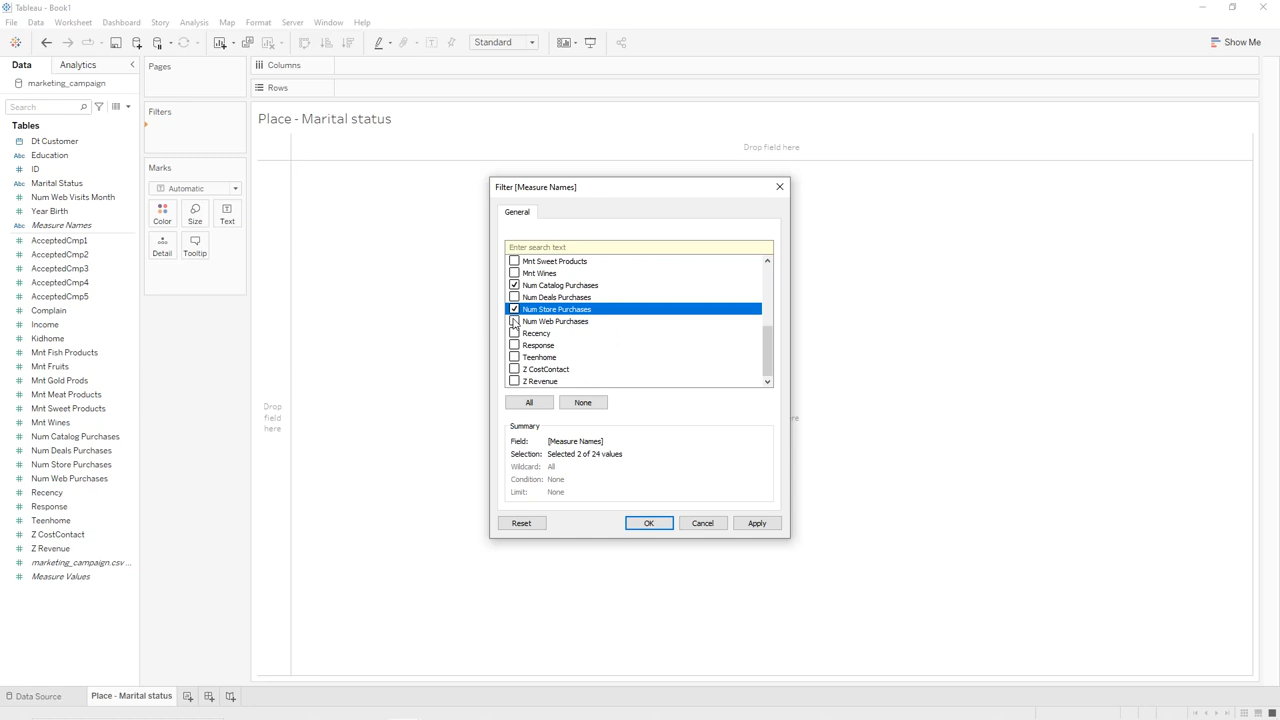 Tableau - Book1
File Data Worksheet Dashboard Story Analysis Map Format Server Window Help
Standard
Show Me
Data Analytics
marketing_campaign
Search
Tables
Dt Customer
Abc Education
# ID
Abc Marital Status
# Num Web Visits Month
# Year Birth
Abc Measure Names
# AcceptedCmp1
# AcceptedCmp2
# AcceptedCmp3
# AcceptedCmp4
# AcceptedCmp5
# Complain
# Income
# Kidhome
# Mnt Fish Products
# Mnt Fruits
# Mnt Gold Prods
# Mnt Meat Products
# Mnt Sweet Products
# Mnt Wines
# Num Catalog Purchases
# Num Deals Purchases
# Num Store Purchases
# Num Web Purchases
# Recency
# Response
# Teenhome
# Z CostContact
# Z Revenue
# marketing_campaign.csv ...
# Measure Values
Pages
Filters
Marks
T Automatic
Color Size T Text
Detail Tooltip
Columns
Rows
Place - Marital status
Drop field here
Drop
field
here
ere
Filter [Measure Names]
General
Enter search text
Mnt Sweet Products
Mnt Wines
Num Catalog Purchases
Num Deals Purchases
Num Store Purchases
Num Web Purchases
Recency
Response
Teenhome
Z CostContact
Z Revenue
All None
Summary
Field: [Measure Names]
Selection: Selected 2 of 24 values
Wildcard: All
Condition: None
Limit: None
Reset OK Cancel Apply
Data Source Place - Marital status